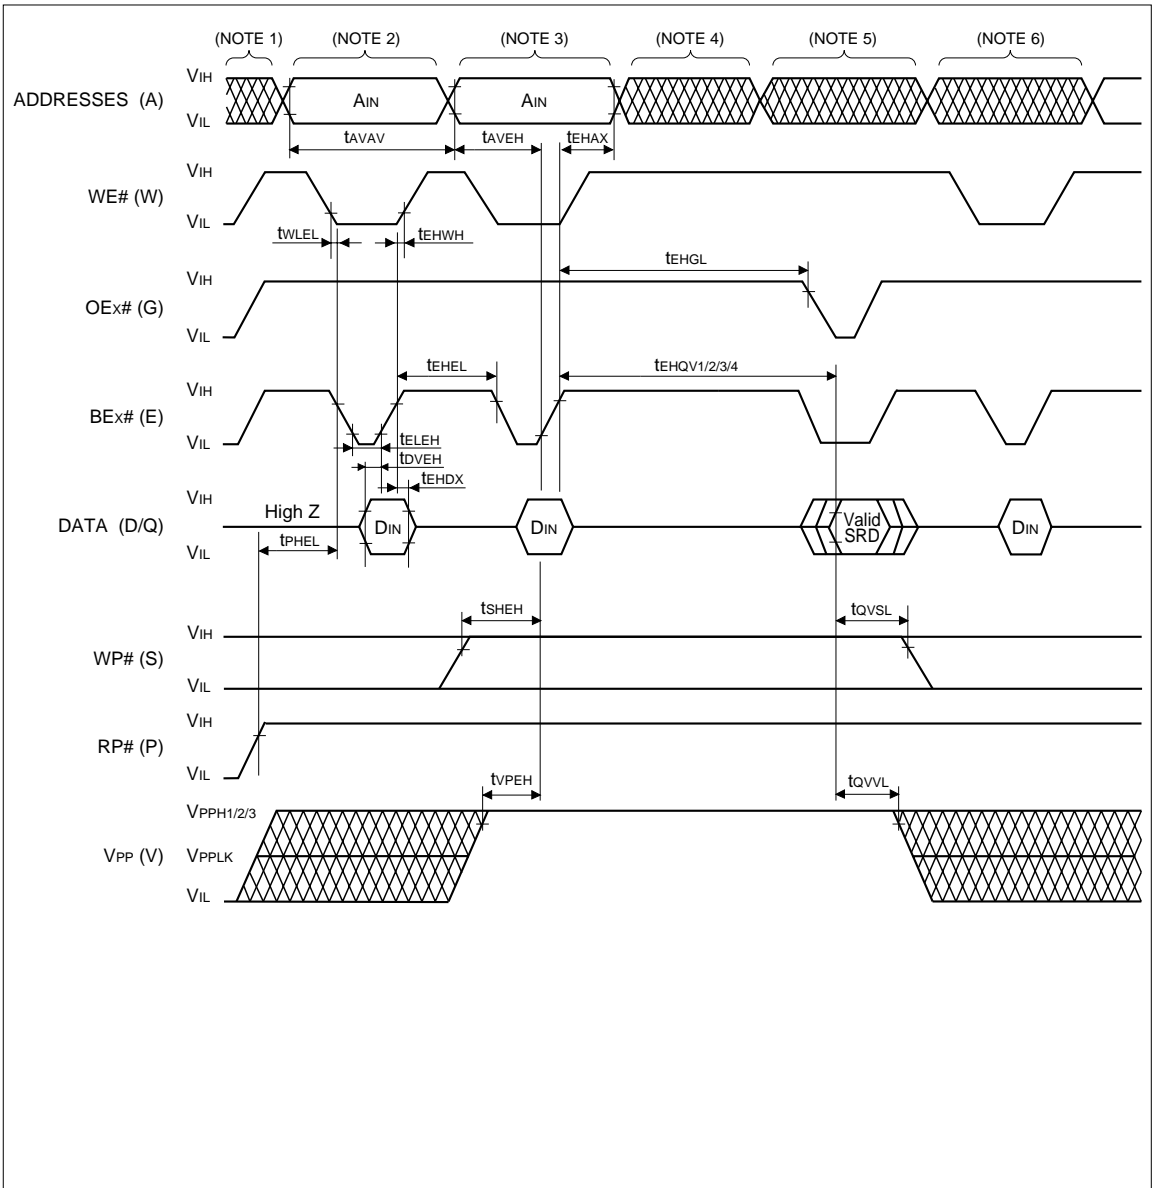 (NOTE 1) (NOTE 2) (NOTE 3) (NOTE 4) (NOTE 5) (NOTE 6)
VIH
ADDRESSES (A) AIN AIN
VIL
tAVAV tAVEH tEHAX
VIH
WE# (W)
VIL
tWLEL tEHWH
tEHGL
VIH
OEX# (G)
VIL
tEHEL tEHQV1/2/3/4
VIH
BEX# (E)
VIL
tELEH
tDVEH
tEHDX
VIH
High Z
DATA (D/Q) DIN DIN Valid SRD DIN
VIL
tPHEL
tSHEH tQVSL
VIH
WP# (S)
VIL
VIH
RP# (P)
VIL
tVPEH tQVVL
VPPH1/2/3
VPP (V) VPPLK
VIL